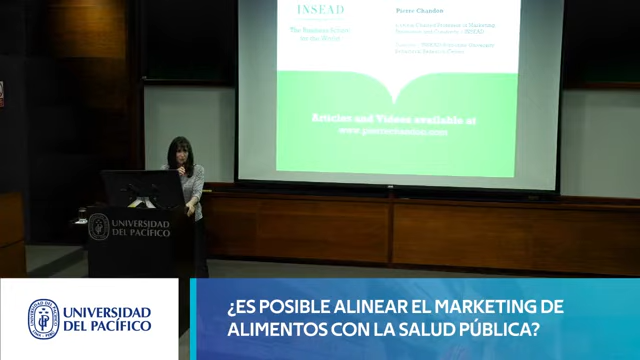 INSEAD
The Business School
for the World
Pierre Chandon
Articles and Videos available at
www.pierrechandon.com
UNIVERSIDAD
DEL PACÍFICO
UNIVERSIDAD
DEL PACÍFICO
¿ES POSIBLE ALINEAR EL MARKETING DE
ALIMENTOS CON LA SALUD PÚBLICA?